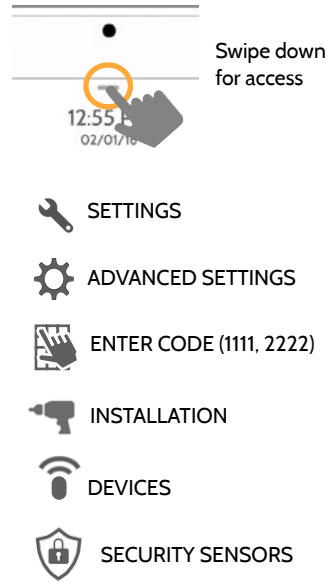 Swipe down
for access
12:55
02/01/16
SETTINGS
ADVANCED SETTINGS
ENTER CODE (1111, 2222)
INSTALLATION
DEVICES
SECURITY SENSORS